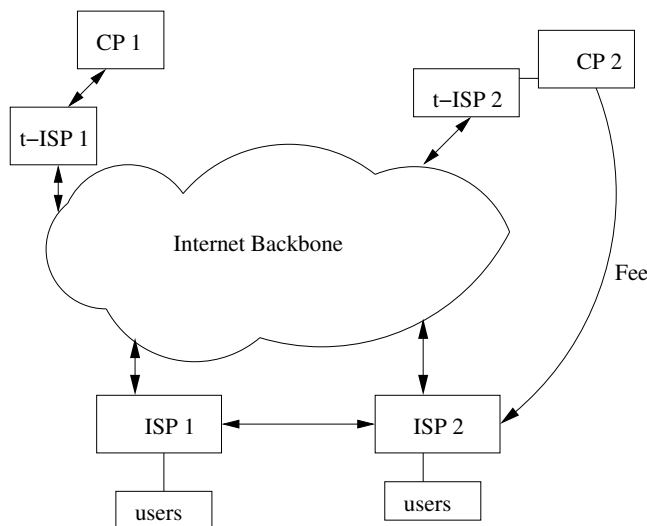 CP 1
CP 2
t−ISP 2
t−ISP 1
Internet Backbone
Fee
ISP 1
ISP 2
users
users